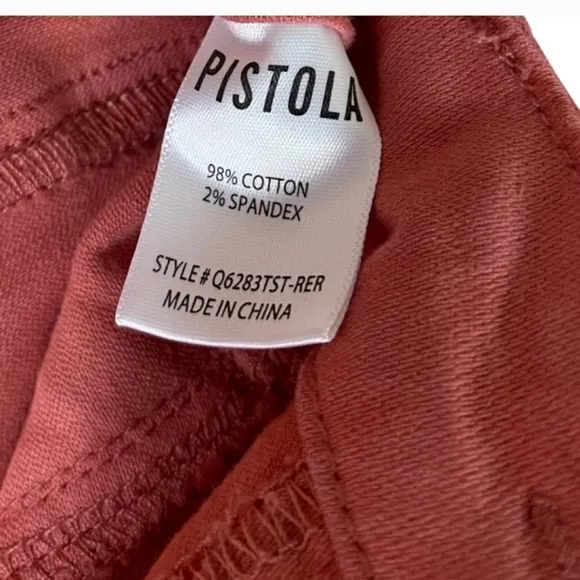 PISTOLA
98% COTTON
2% SPANDEX
STYLE # Q6283TST-RER
MADE IN CHINA